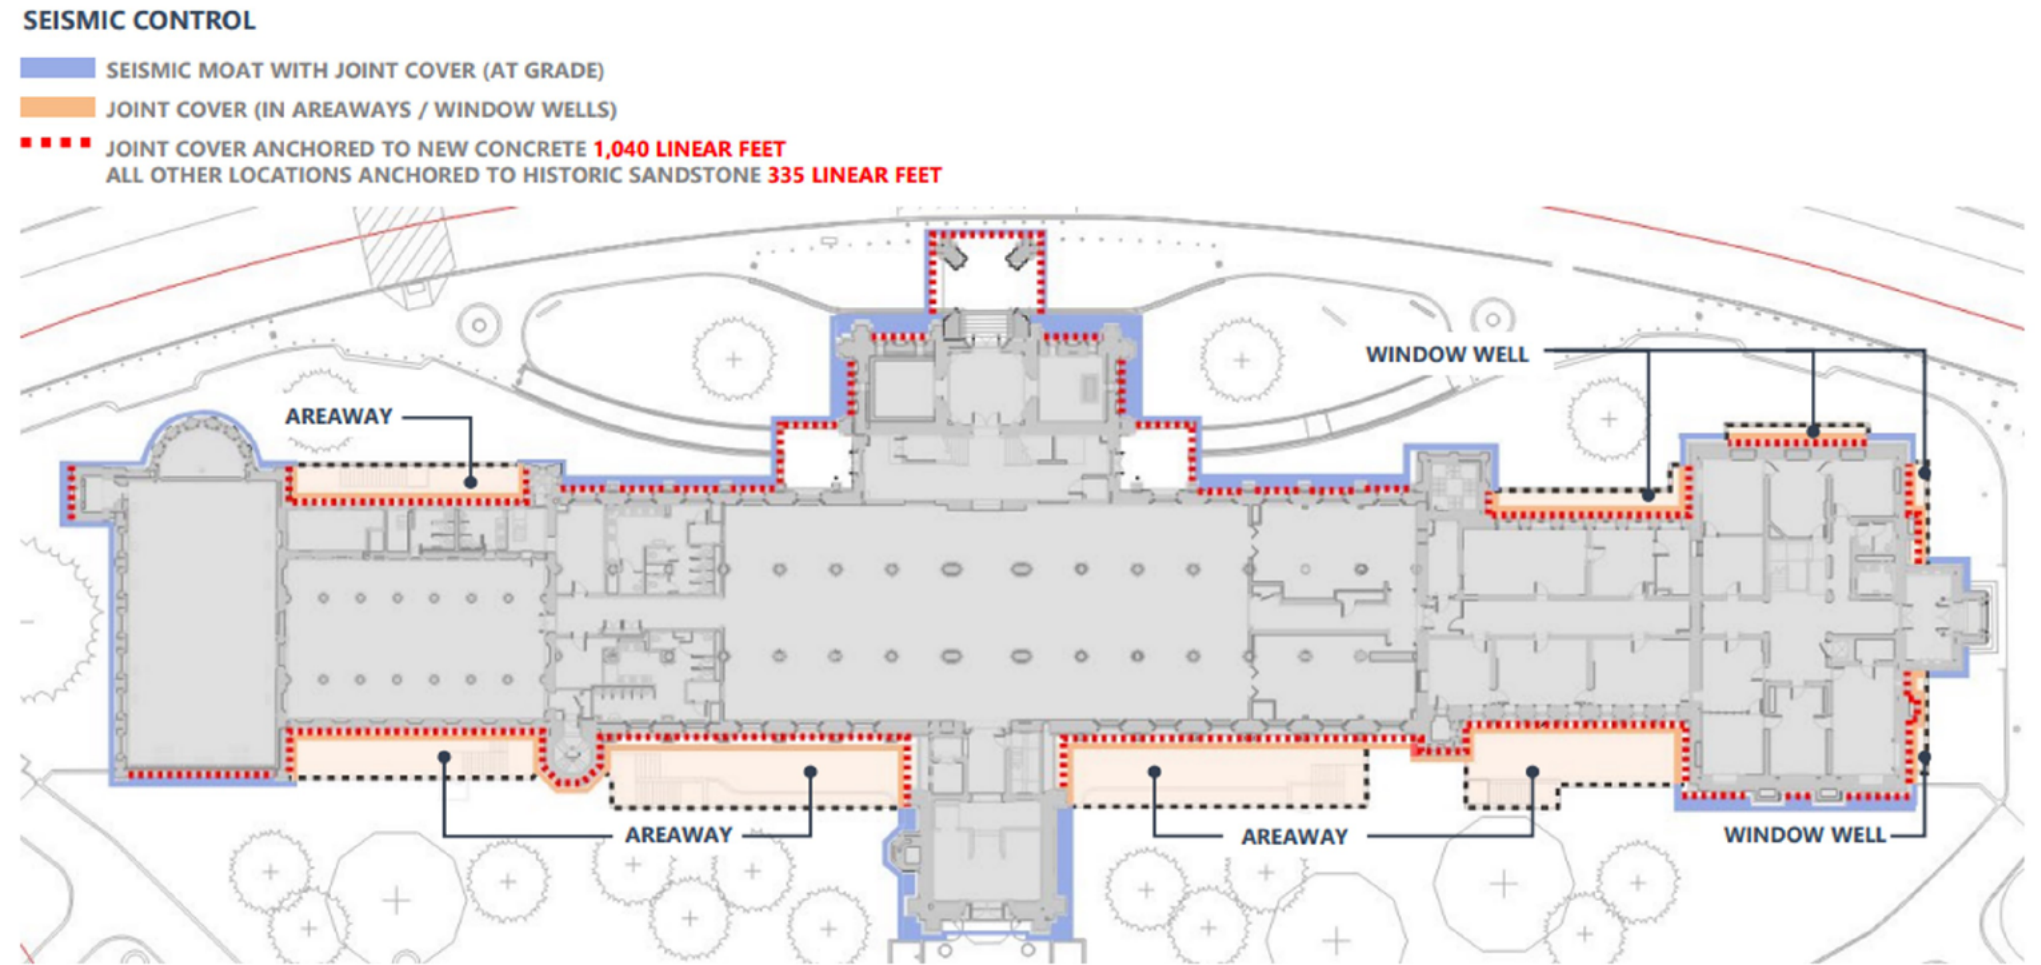 SEISMIC CONTROL
SEISMIC MOAT WITH JOINT COVER (AT GRADE)
JOINT COVER (IN AREAWAYS / WINDOW WELLS)
JOINT COVER ANCHORED TO NEW CONCRETE 1,040 LINEAR FEET
ALL OTHER LOCATIONS ANCHORED TO HISTORIC SANDSTONE 335 LINEAR FEET
WINDOW WELL
AREAWAY
AREAWAY
AREAWAY
WINDOW WELL